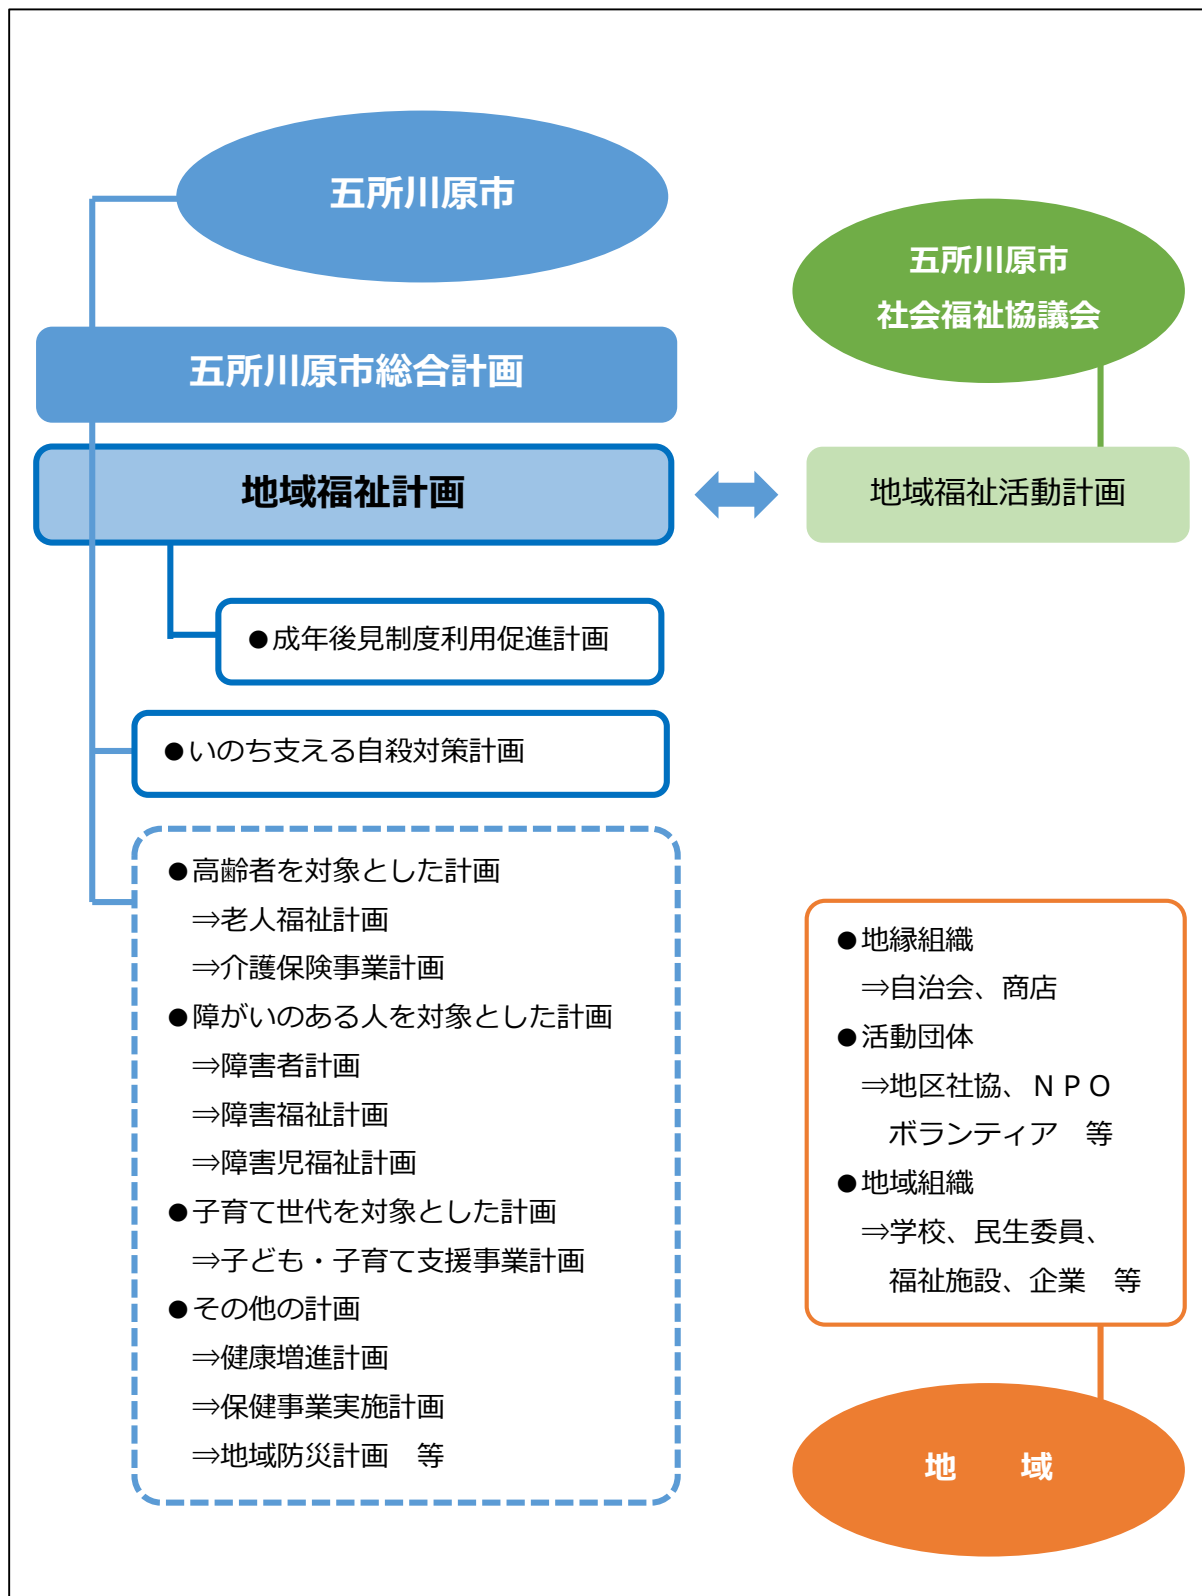 五所川原市
五所川原市総合計画
地域福祉計画
●成年後見制度利用促進計画
●いのち支える自殺対策計画
●高齢者を対象とした計画
⇒老人福祉計画
⇒介護保険事業計画
●障がいのある人を対象とした計画
⇒障害者計画
⇒障害福祉計画
⇒障害児福祉計画
●子育て世代を対象とした計画
⇒子ども・子育て支援事業計画
●その他の計画
⇒健康増進計画
⇒保健事業実施計画
⇒地域防災計画　等
五所川原市
社会福祉協議会
地域福祉活動計画
●地縁組織
⇒自治会、商店
●活動団体
⇒地区社協、ＮＰＯ
ボランティア　等
●地域組織
⇒学校、民生委員、
福祉施設、企業　等
地　　域